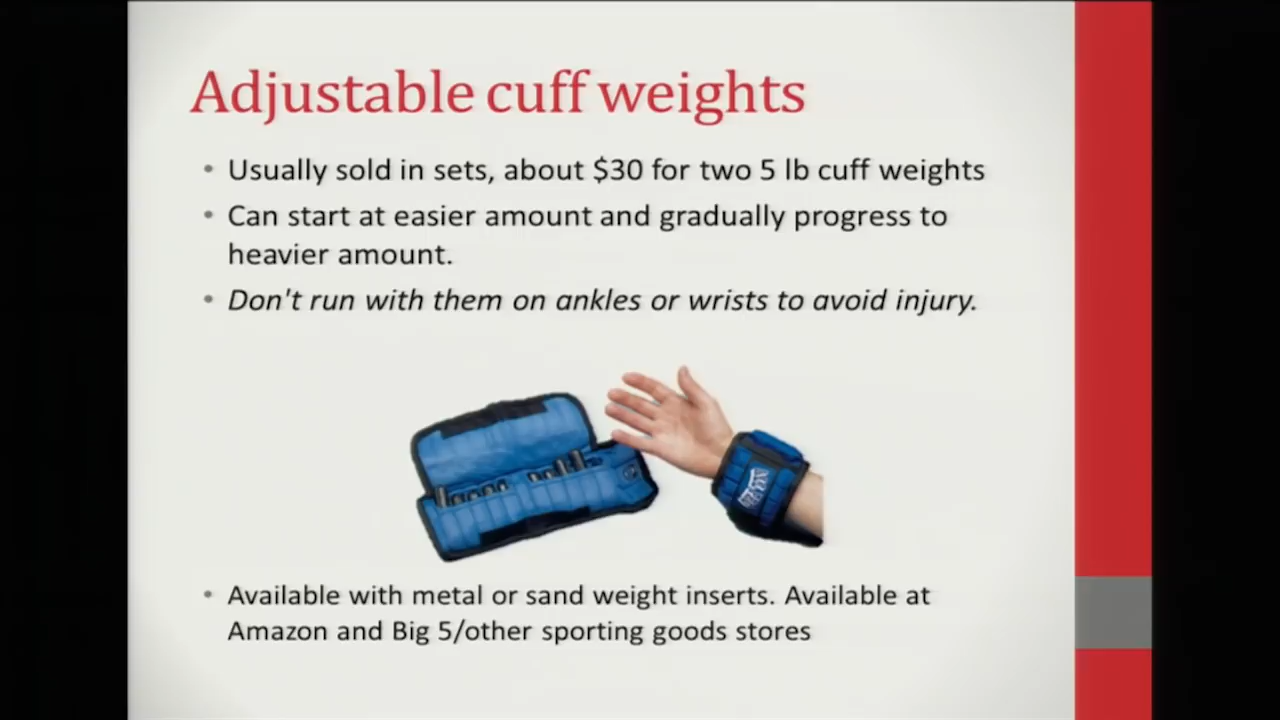 Adjustable cuff weights
• Usually sold in sets, about $30 for two 5 lb cuff weights
• Can start at easier amount and gradually progress to
heavier amount.
• Don't run with them on ankles or wrists to avoid injury.
• Available with metal or sand weight inserts. Available at
Amazon and Big 5/other sporting goods stores